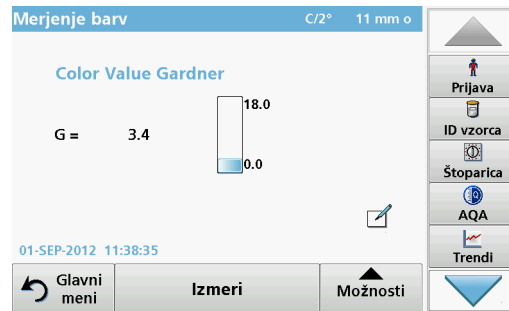 Merjenje barv C/2° 11 mm o
Color Value Gardner
18.0
G = 3.4
0.0
01-SEP-2012 11:38:35
Glavni
meni
Izmeri
Možnosti
Prijava
ID vzorca
Štoparica
AQA
Trendi